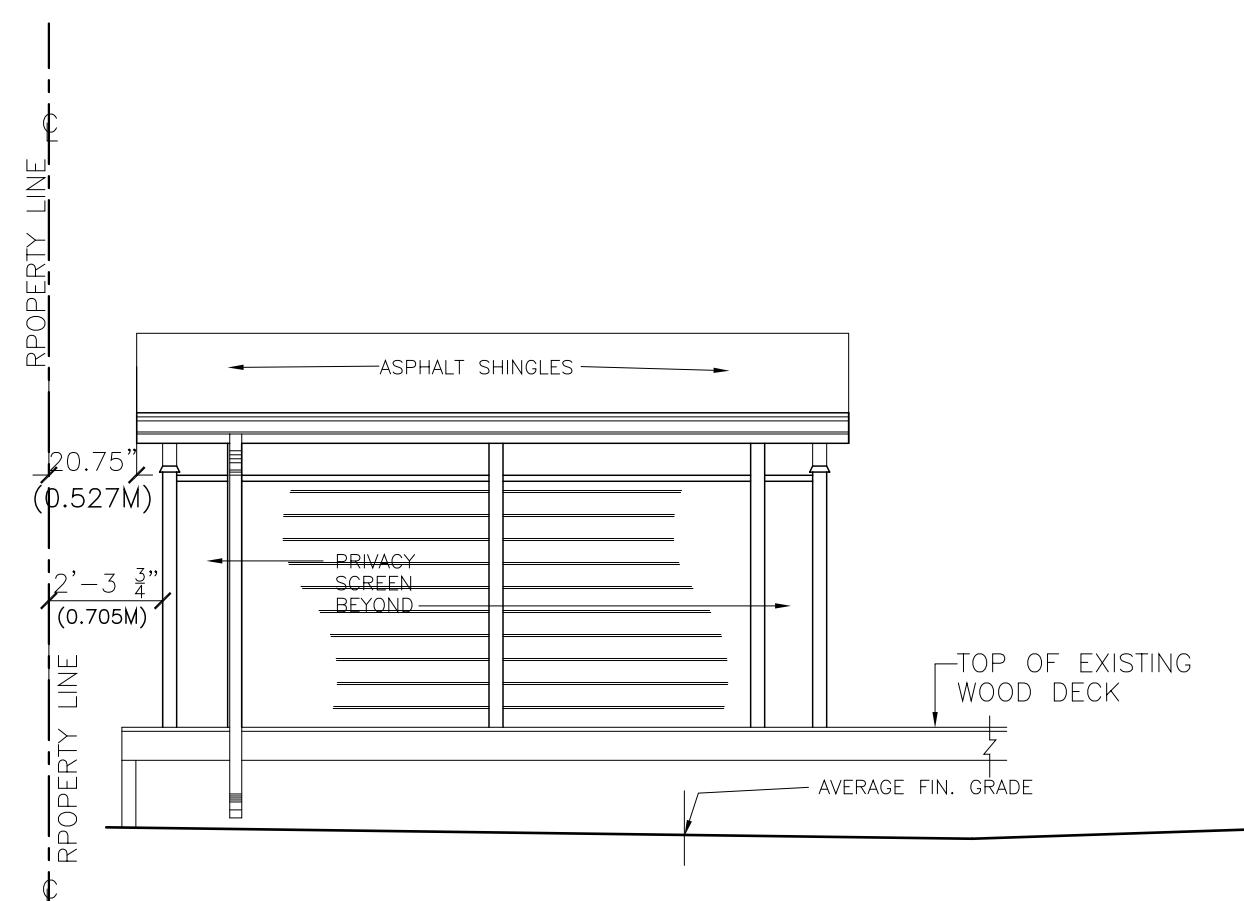 RPOPERTY LINE
ASPHALT SHINGLES
20.75"
(0.527M)
PRIVACY
SCREEN
BEYOND
2'-3 3/4"
(0.705M)
RPOPERTY LINE
TOP OF EXISTING
WOOD DECK
AVERAGE FIN. GRADE